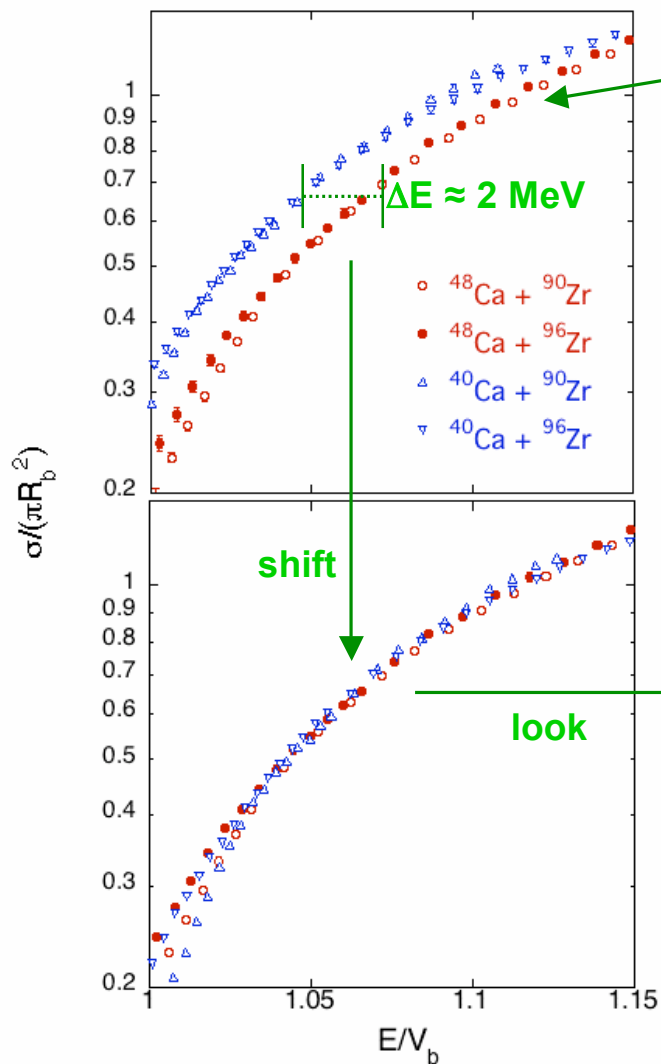 1
0.9
0.8
0.7
0.6
0.5
0.4
0.3
0.2
ΔE ≈ 2 MeV
⁴⁸Ca + ⁹⁰Zr
⁴⁸Ca + ⁹⁶Zr
⁴⁰Ca + ⁹⁰Zr
⁴⁰Ca + ⁹⁶Zr
σ/(πR_b²)
shift
look
1
0.9
0.8
0.7
0.6
0.5
0.4
0.3
0.2
1
1.05
1.1
1.15
E/V_b